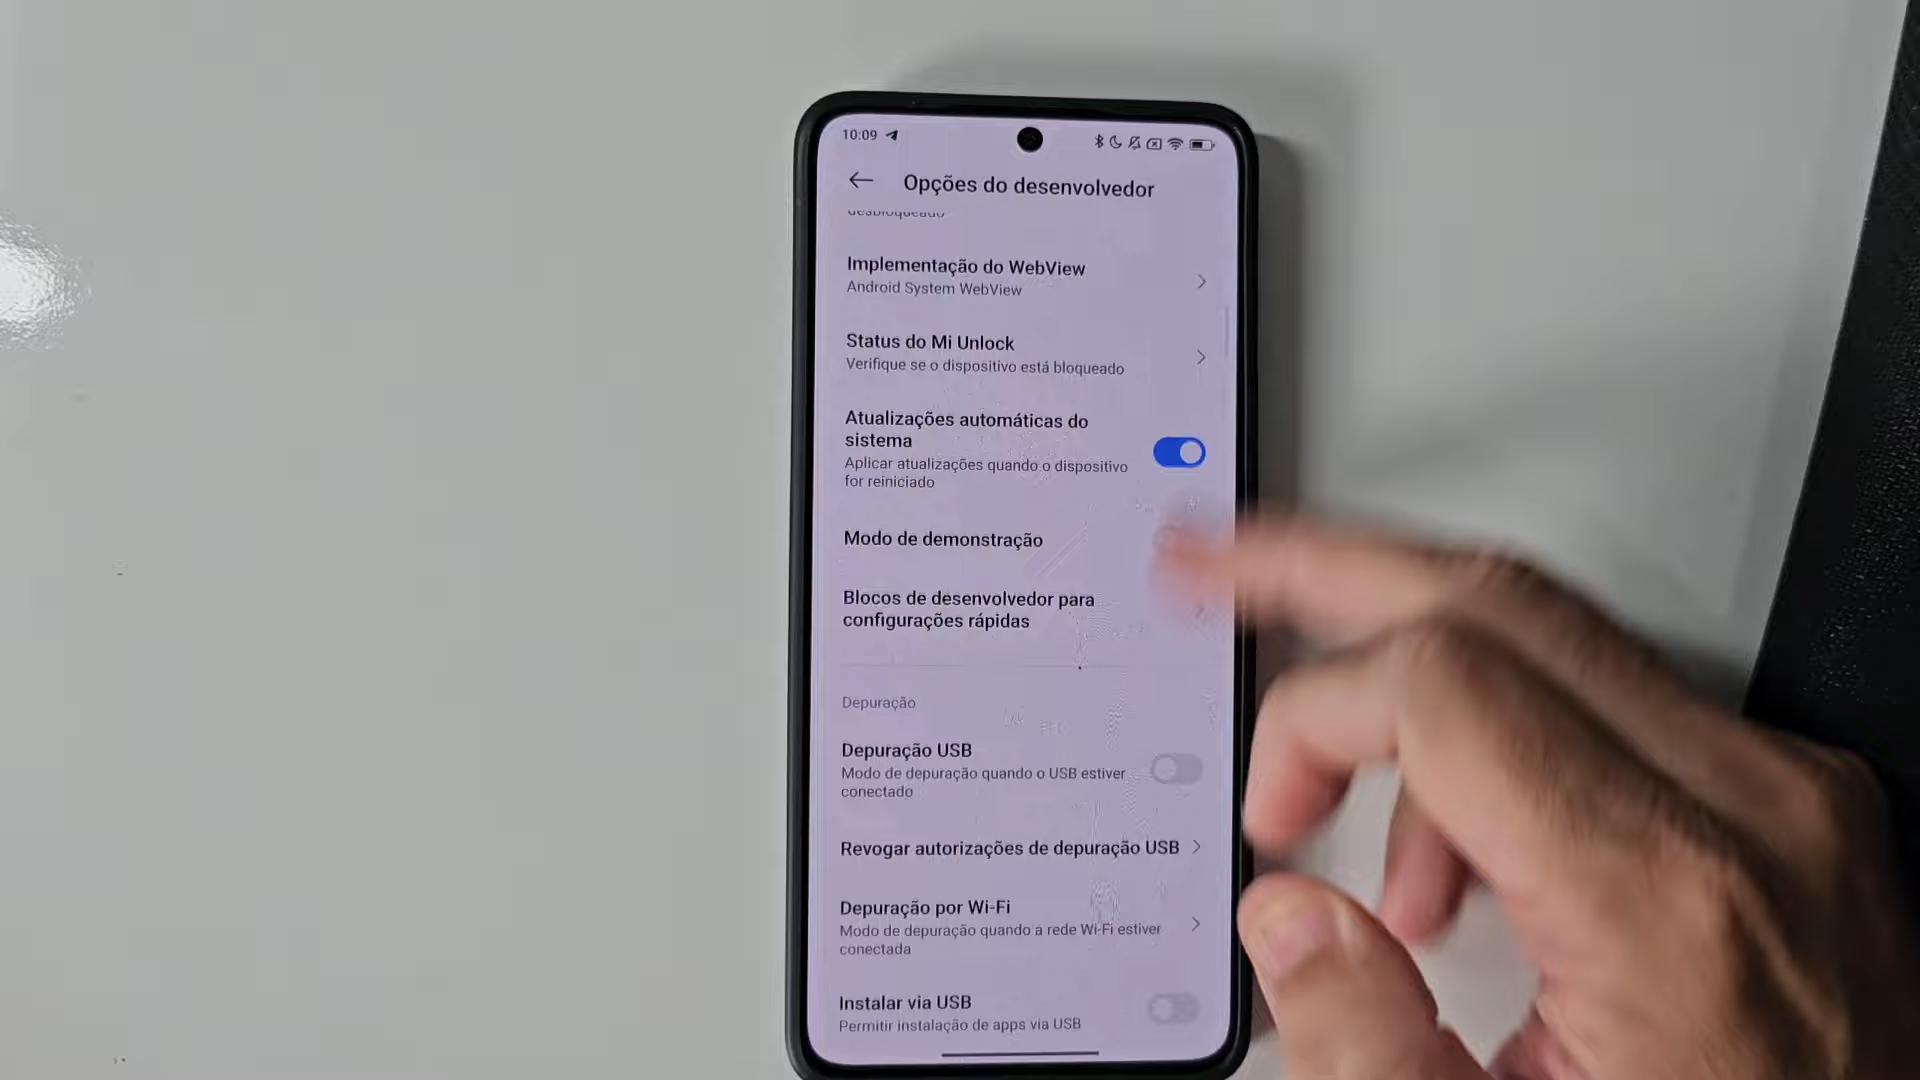 10:09
Opções do desenvolvedor
desbloqueado
Implementação do WebView
Android System WebView
Status do Mi Unlock
Verifique se o dispositivo está bloqueado
Atualizações automáticas do
sistema
Aplicar atualizações quando o dispositivo
for reiniciado
Modo de demonstração
Blocos de desenvolvedor para
configurações rápidas
Depuração
Depuração USB
Modo de depuração quando o USB estiver
conectado
Revogar autorizações de depuração USB
Depuração por Wi-Fi
Modo de depuração quando a rede Wi-Fi estiver
conectada
Instalar via USB
Permitir instalação de apps via USB